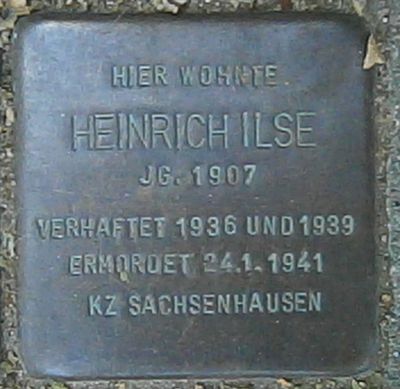 HIER WOHNTE
HEINRICH ILSE
JG. 1907
VERHAFTET 1936 UND 1939
ERMORDET 24.1.1941
KZ SACHSENHAUSEN